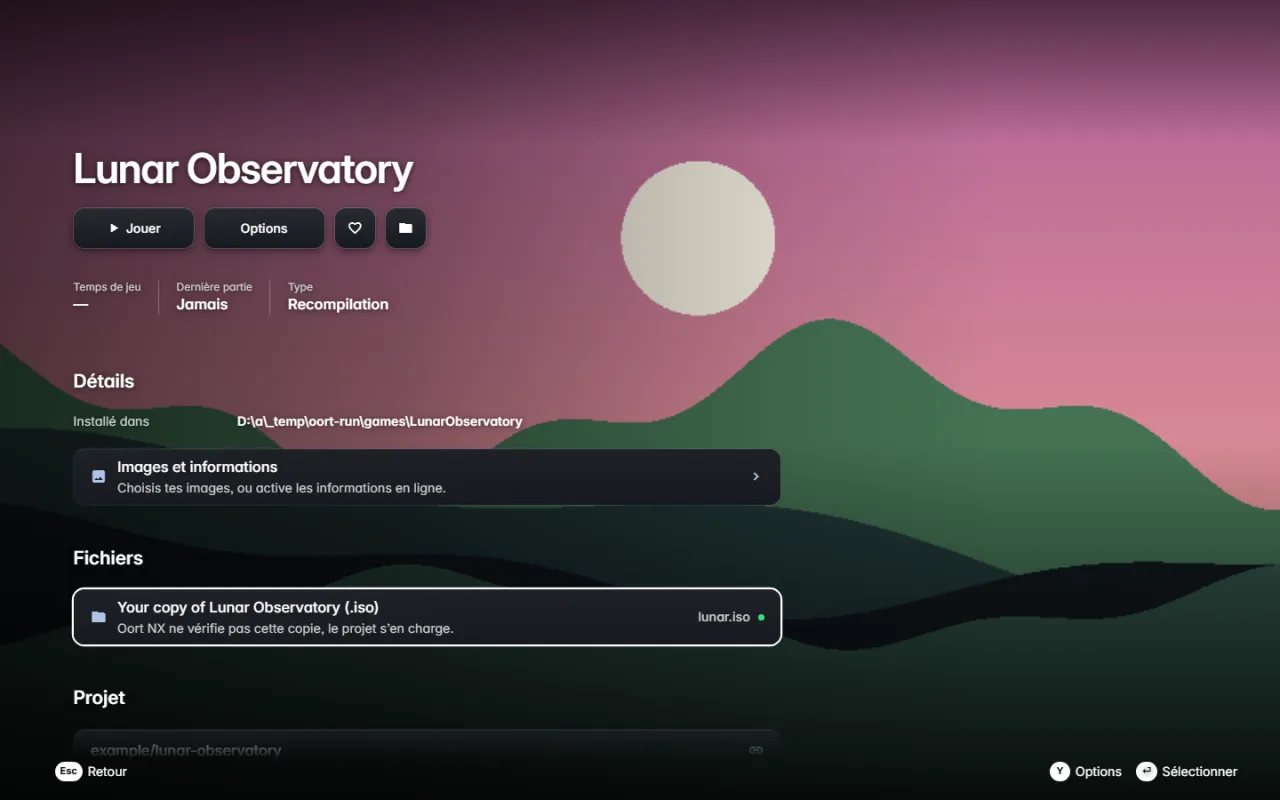 Lunar Observatory
Jouer
Options
Temps de jeu
—
Dernière partie
Jamais
Type
Recompilation
Détails
Installé dans
D:\a\_temp\oort-run\games\LunarObservatory
Images et informations
Choisis tes images, ou active les informations en ligne.
Fichiers
Your copy of Lunar Observatory (.iso)
Oort NX ne vérifie pas cette copie, le projet s’en charge.
lunar.iso
Projet
example/lunar-observatory
Esc Retour
Y Options
Sélectionner